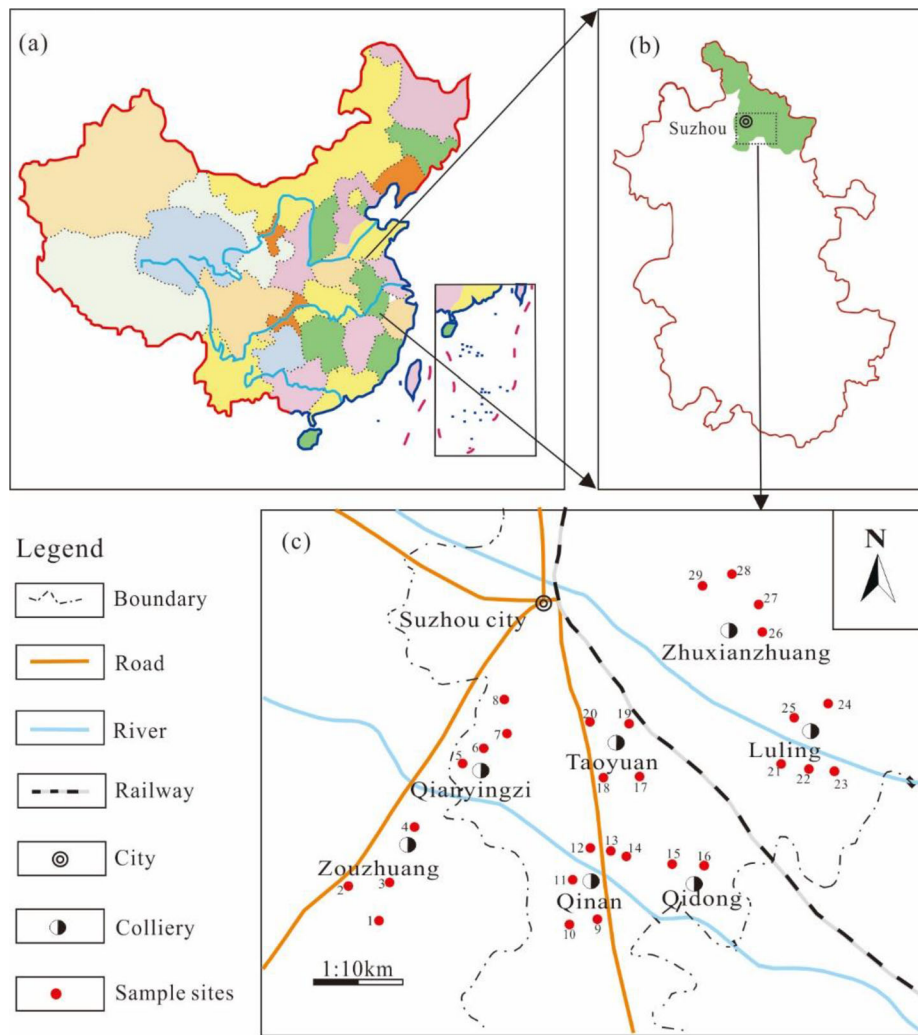 (a)
(b)
Suzhou
Legend
Boundary
Road
River
Railway
City
Colliery
Sample sites
(c)
N
Suzhou city
29
28
27
26
Zhuxianzhuang
8
7
6
5
Qianyingzi
20
19
Taoyuan
18
17
25
24
Luling
21
22
23
4
Zouzhuang
2
3
1
12
13
14
11
Qinan
10
9
15
16
Qidong
1:10km